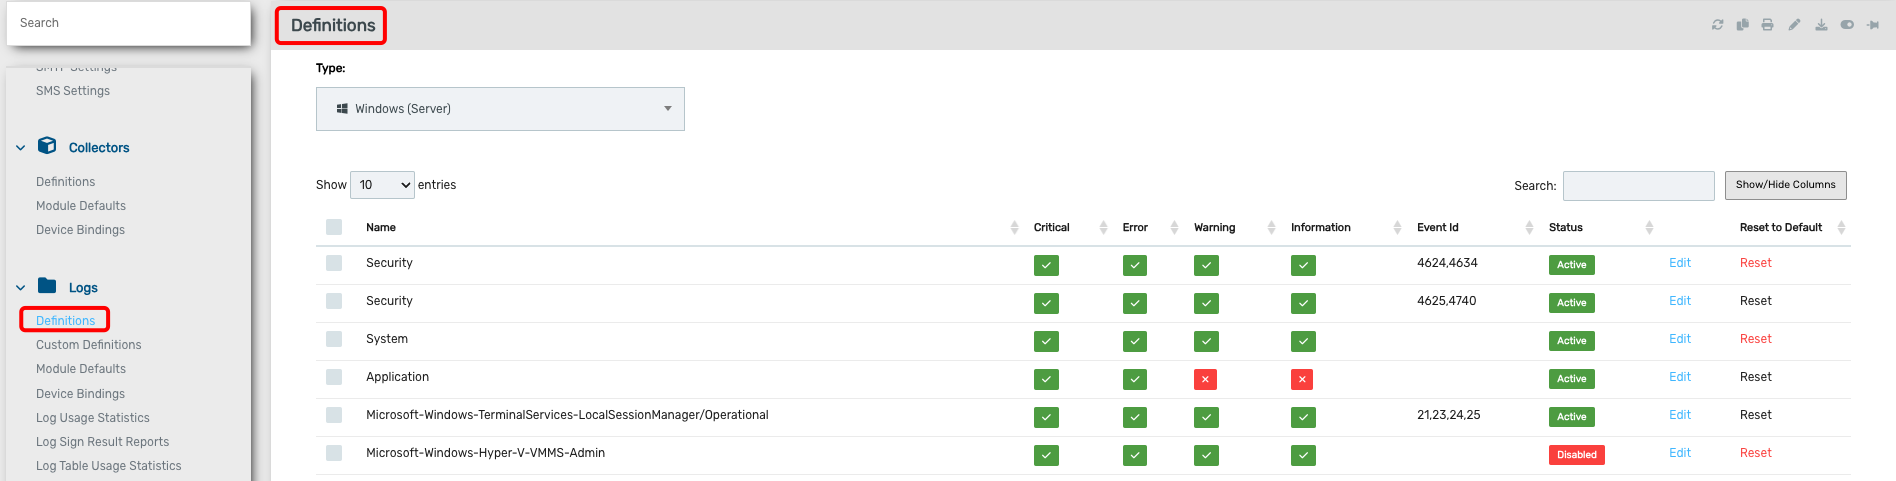 Search
SMTP Settings
SMS Settings
Collectors
Definitions
Module Defaults
Device Bindings
Logs
Definitions
Custom Definitions
Module Defaults
Device Bindings
Log Usage Statistics
Log Sign Result Reports
Log Table Usage Statistics
Definitions
Type:
Windows (Server)
Show 10 entries
Search: Show/Hide Columns
Name Critical Error Warning Information Event Id Status Reset to Default
Security 4624,4634 Active Edit Reset
Security 4625,4740 Active Edit Reset
System Active Edit Reset
Application Active Edit Reset
Microsoft-Windows-TerminalServices-LocalSessionManager/Operational 21,23,24,25 Active Edit Reset
Microsoft-Windows-Hyper-V-VMMS-Admin Disabled Edit Reset